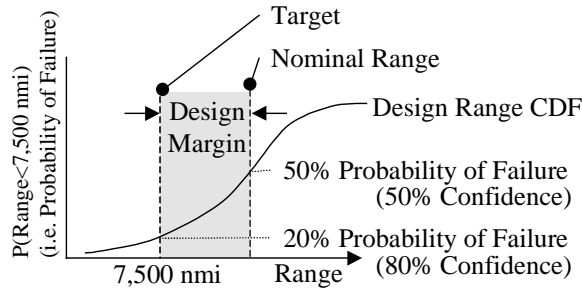 Target
Nominal Range
Design
Margin
Design Range CDF
P(Range<7,500 nmi)
(i.e. Probability of Failure)
50% Probability of Failure
(50% Confidence)
20% Probability of Failure
(80% Confidence)
7,500 nmi
Range